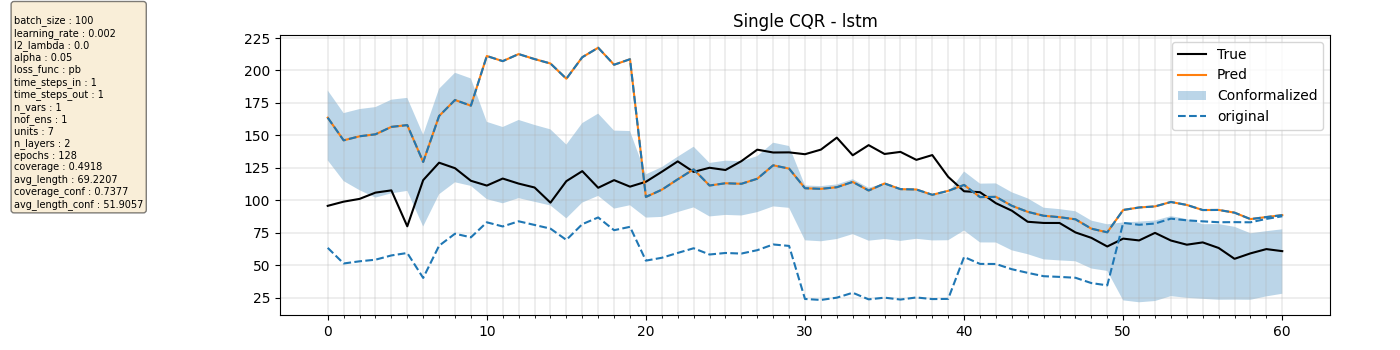 batch_size : 100
learning_rate : 0.002
l2_lambda : 0.0
alpha : 0.05
loss_func : pb
time_steps_in : 1
time_steps_out : 1
n_vars : 1
nof_ens : 1
units : 7
n_layers : 2
epochs : 128
coverage : 0.4918
avg_length : 69.2207
coverage_conf : 0.7377
avg_length_conf : 51.9057
Single CQR - lstm
225
200
175
150
125
100
75
50
25
True
Pred
Conformalized
original
0 10 20 30 40 50 60